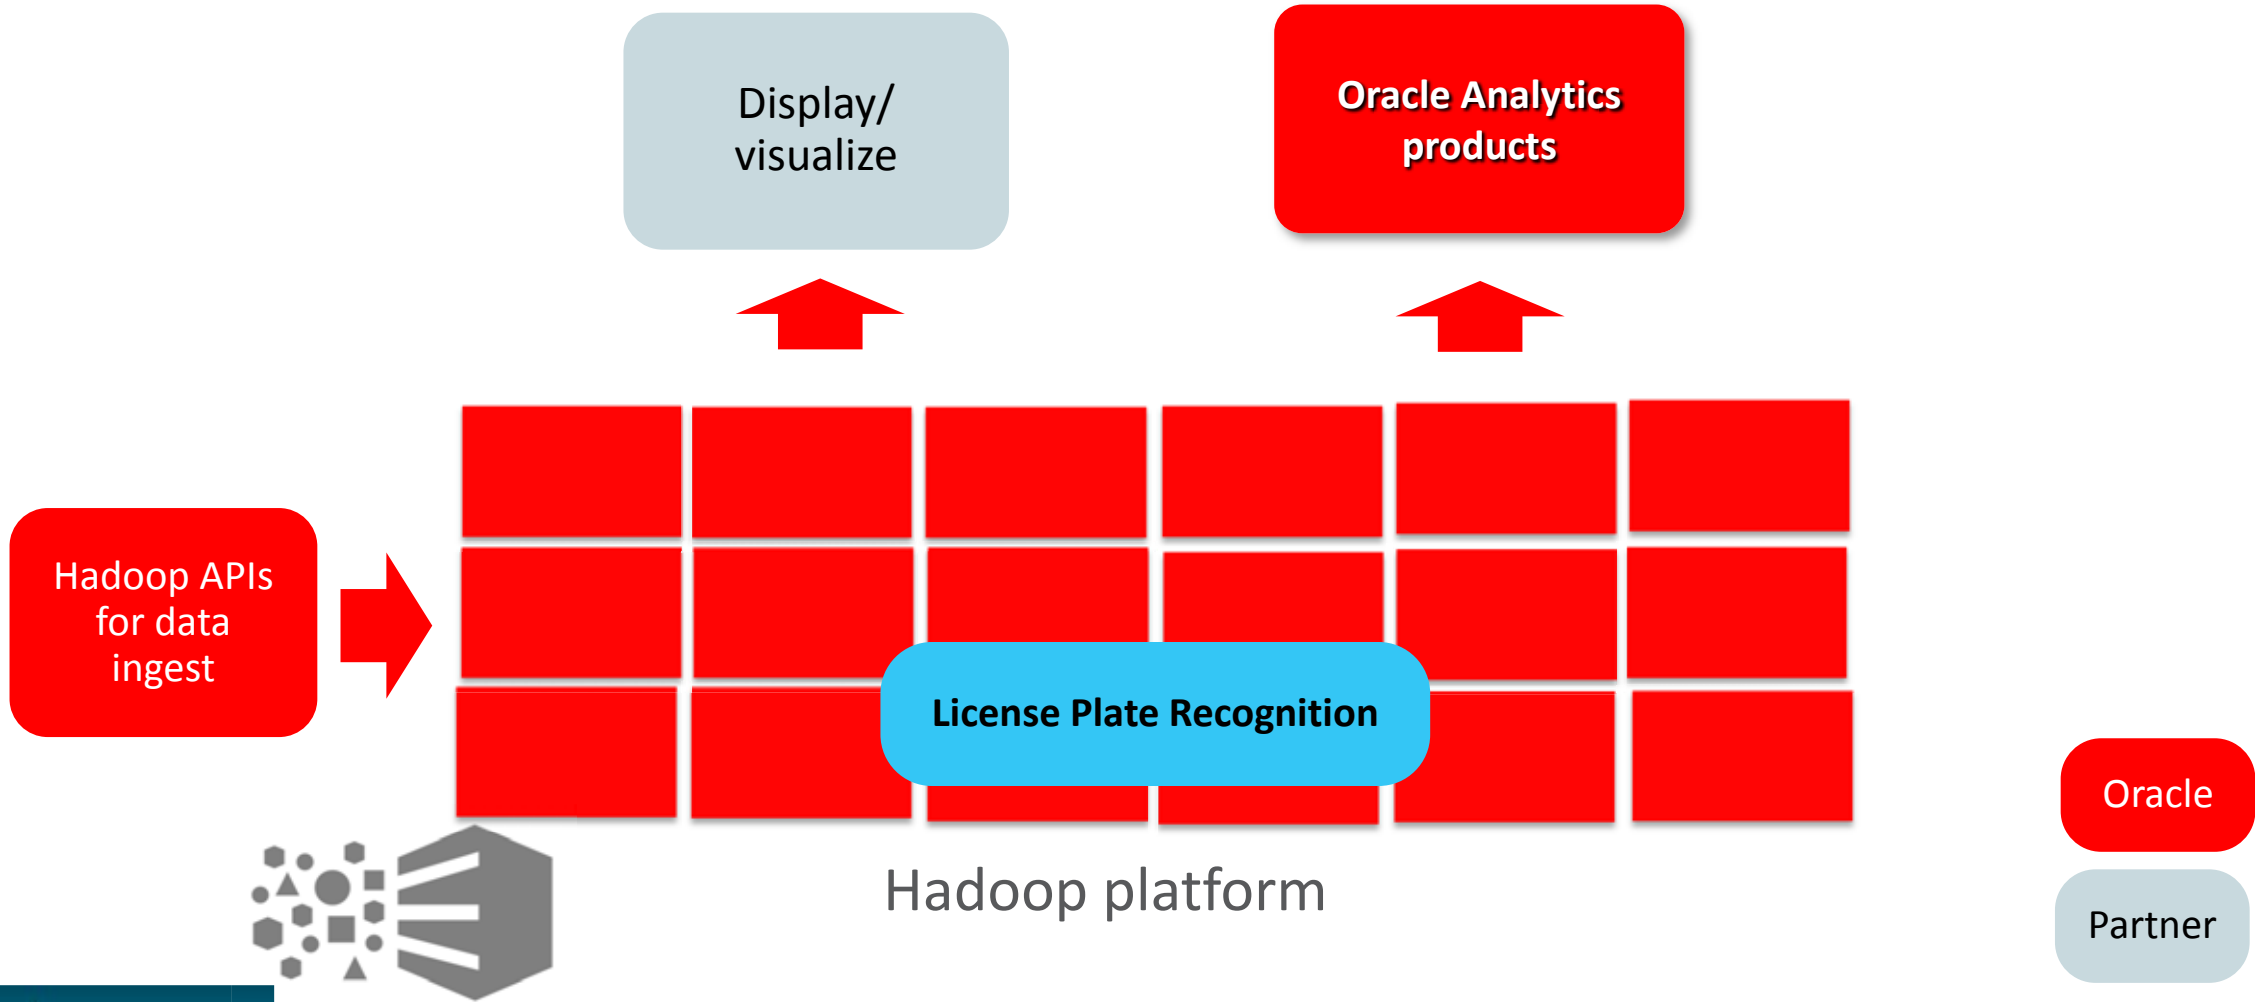 Display/
visualize
Oracle Analytics
products
Hadoop APIs
for data
ingest
License Plate Recognition
Hadoop platform
Oracle
Partner